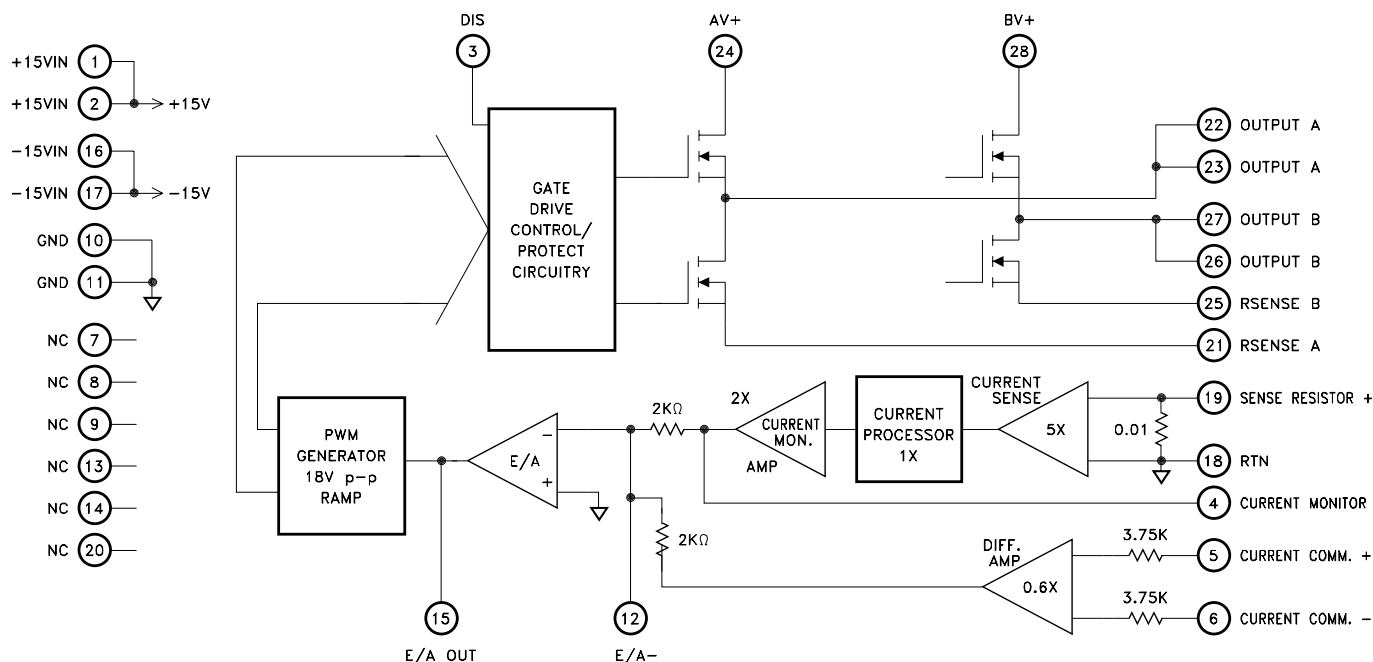 DIS
3
AV+
24
BV+
28
+15VIN 1
+15VIN 2 +15V
-15VIN 16
-15VIN 17 -15V
GND 10
GND 11
NC 7
NC 8
NC 9
NC 13
NC 14
NC 20
GATE
DRIVE
CONTROL/
PROTECT
CIRCUITRY
22 OUTPUT A
23 OUTPUT A
27 OUTPUT B
26 OUTPUT B
25 RSENSE B
21 RSENSE A
PWM
GENERATOR
18V p-p
RAMP
E/A
-
+
2KΩ
2X
CURRENT
MON.
AMP
CURRENT
PROCESSOR
1X
CURRENT
SENSE
5X
0.01
19 SENSE RESISTOR +
18 RTN
4 CURRENT MONITOR
2KΩ
DIFF.
AMP
0.6X
3.75K
5 CURRENT COMM. +
3.75K
6 CURRENT COMM. -
15
E/A OUT
12
E/A-